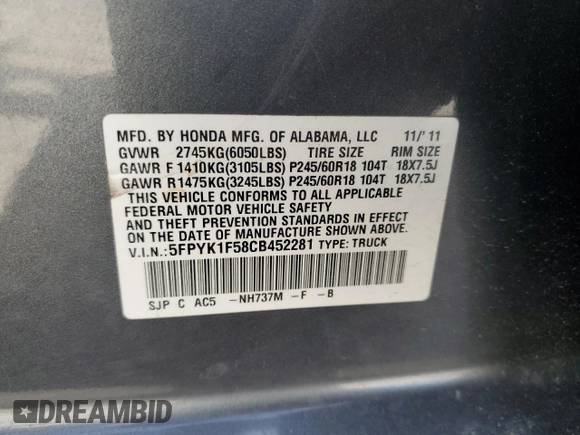 MFD. BY HONDA MFG. OF ALABAMA, LLC 11/'11
GVWR 2745KG(6050LBS) TIRE SIZE RIM SIZE
GAWR F 1410KG(3105LBS) P245/60R18 104T 18X7.5J
GAWR R1475KG(3245LBS) P245/60R18 104T 18X7.5J
THIS VEHICLE CONFORMS TO ALL APPLICABLE
FEDERAL MOTOR VEHICLE SAFETY
AND THEFT PREVENTION STANDARDS IN EFFECT
ON THE DATE OF MANUFACTURE SHOWN ABOVE.
V.I.N.:5FPYK1F58CB452281 TYPE: TRUCK
SJP C AC5 -NH737M -F -B
DREAMBID